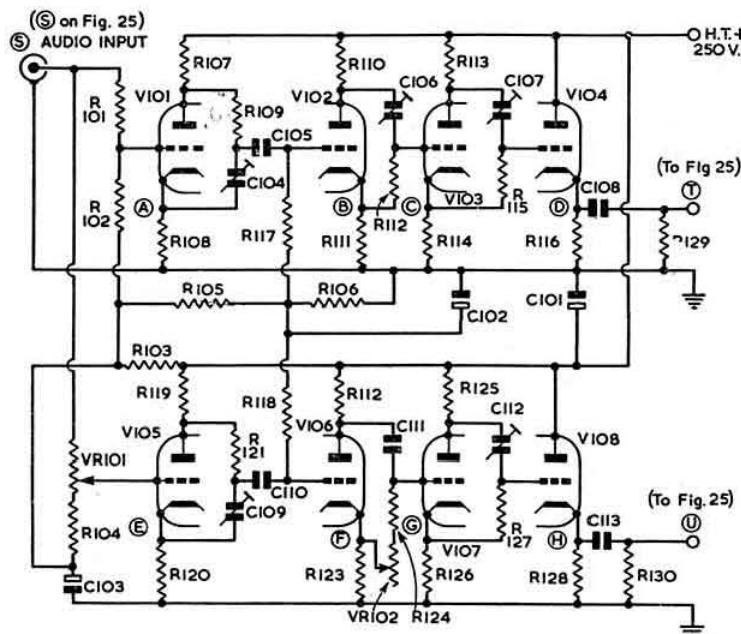 (Ⓢ on Fig. 25)
Ⓢ AUDIO INPUT
H.T.+
250 V.
R107
R110
R113
C106
C107
V101
V102
V104
R109
R
101
C105
C104
(To Fig 25)
Ⓣ
C108
Ⓐ
Ⓑ
Ⓒ
V103
Ⓓ
R
102
R
115
R112
R108
R117
R111
R114
R116
R129
R105
R106
C102
C101
R103
R119
R118
R112
R125
C111
C112
V105
V106
V108
R
121
VR101
C110
(To Fig. 25)
Ⓤ
C109
C113
Ⓔ
Ⓕ
Ⓖ
Ⓗ
R
127
R104
V107
C103
R120
R123
R126
R128
R130
VR102
R124